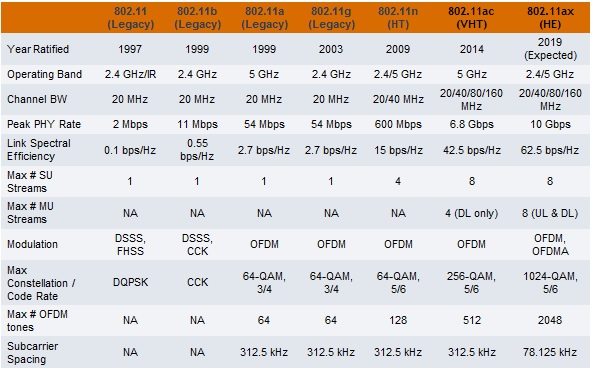 802.11 (Legacy) 802.11b (Legacy) 802.11a (Legacy) 802.11g (Legacy) 802.11n (HT) 802.11ac (VHT) 802.11ax (HE)
Year Ratified 1997 1999 1999 2003 2009 2014 2019 (Expected)
Operating Band 2.4 GHz/IR 2.4 GHz 5 GHz 2.4 GHz 2.4/5 GHz 5 GHz 2.4/5 GHz
Channel BW 20 MHz 20 MHz 20 MHz 20 MHz 20/40 MHz 20/40/80/160 MHz 20/40/80/160 MHz
Peak PHY Rate 2 Mbps 11 Mbps 54 Mbps 54 Mbps 600 Mbps 6.8 Gbps 10 Gbps
Link Spectral Efficiency 0.1 bps/Hz 0.55 bps/Hz 2.7 bps/Hz 2.7 bps/Hz 15 bps/Hz 42.5 bps/Hz 62.5 bps/Hz
Max # SU Streams 1 1 1 1 4 8 8
Max # MU Streams NA NA NA NA NA 4 (DL only) 8 (UL & DL)
Modulation DSSS, FHSS DSSS, CCK OFDM OFDM OFDM OFDM OFDM, OFDMA
Max Constellation / Code Rate DQPSK CCK 64-QAM, 3/4 64-QAM, 3/4 64-QAM, 5/6 256-QAM, 5/6 1024-QAM, 5/6
Max # OFDM tones NA NA 64 64 128 512 2048
Subcarrier Spacing NA NA 312.5 kHz 312.5 kHz 312.5 kHz 312.5 kHz 78.125 kHz